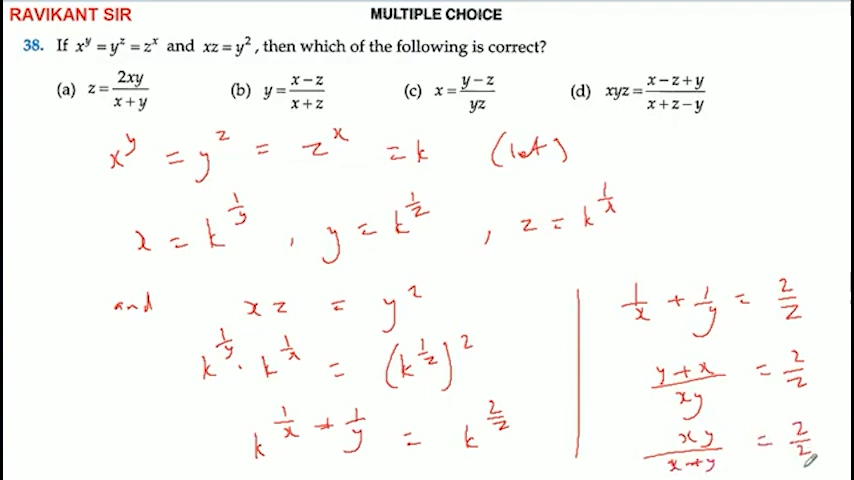 RAVIKANT SIR
MULTIPLE CHOICE
38. If x^y = y^z = z^x and xz = y^2, then which of the following is correct?
(a) z = 2xy/(x+y) (b) y = (x−z)/(x+z) (c) x = (y−z)/(yz) (d) xyz = (x−z+y)/(x+z−y)
x^y = y^z = z^x = k (let)
x = k^(1/y), y = k^(1/z), z = k^(1/x)
and xz = y^2
k^(1/y) · k^(1/x) = (k^(1/z))^2
k^(1/x + 1/y) = k^(2/z)
1/x + 1/y = 2/z
(y+x)/(xy) = 2/z
(xy)/(x+y) = 2/2